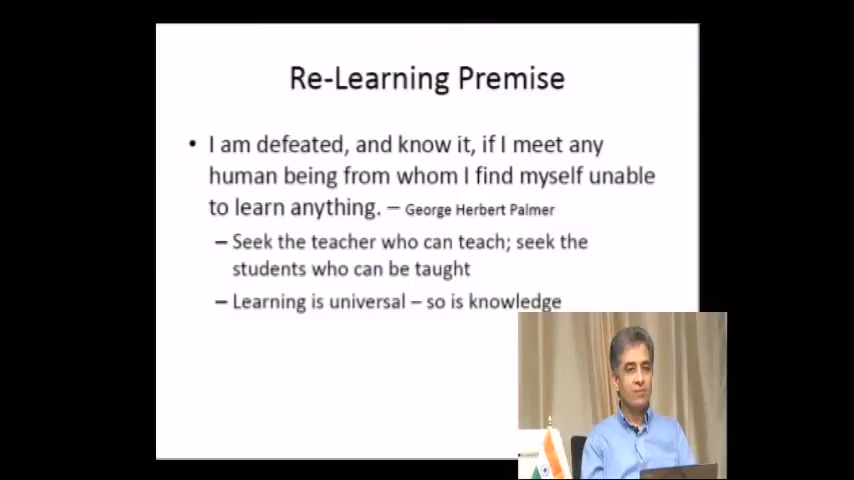 Re-Learning Premise
• I am defeated, and know it, if I meet any
human being from whom I find myself unable
to learn anything. – George Herbert Palmer
– Seek the teacher who can teach; seek the
students who can be taught
– Learning is universal – so is knowledge